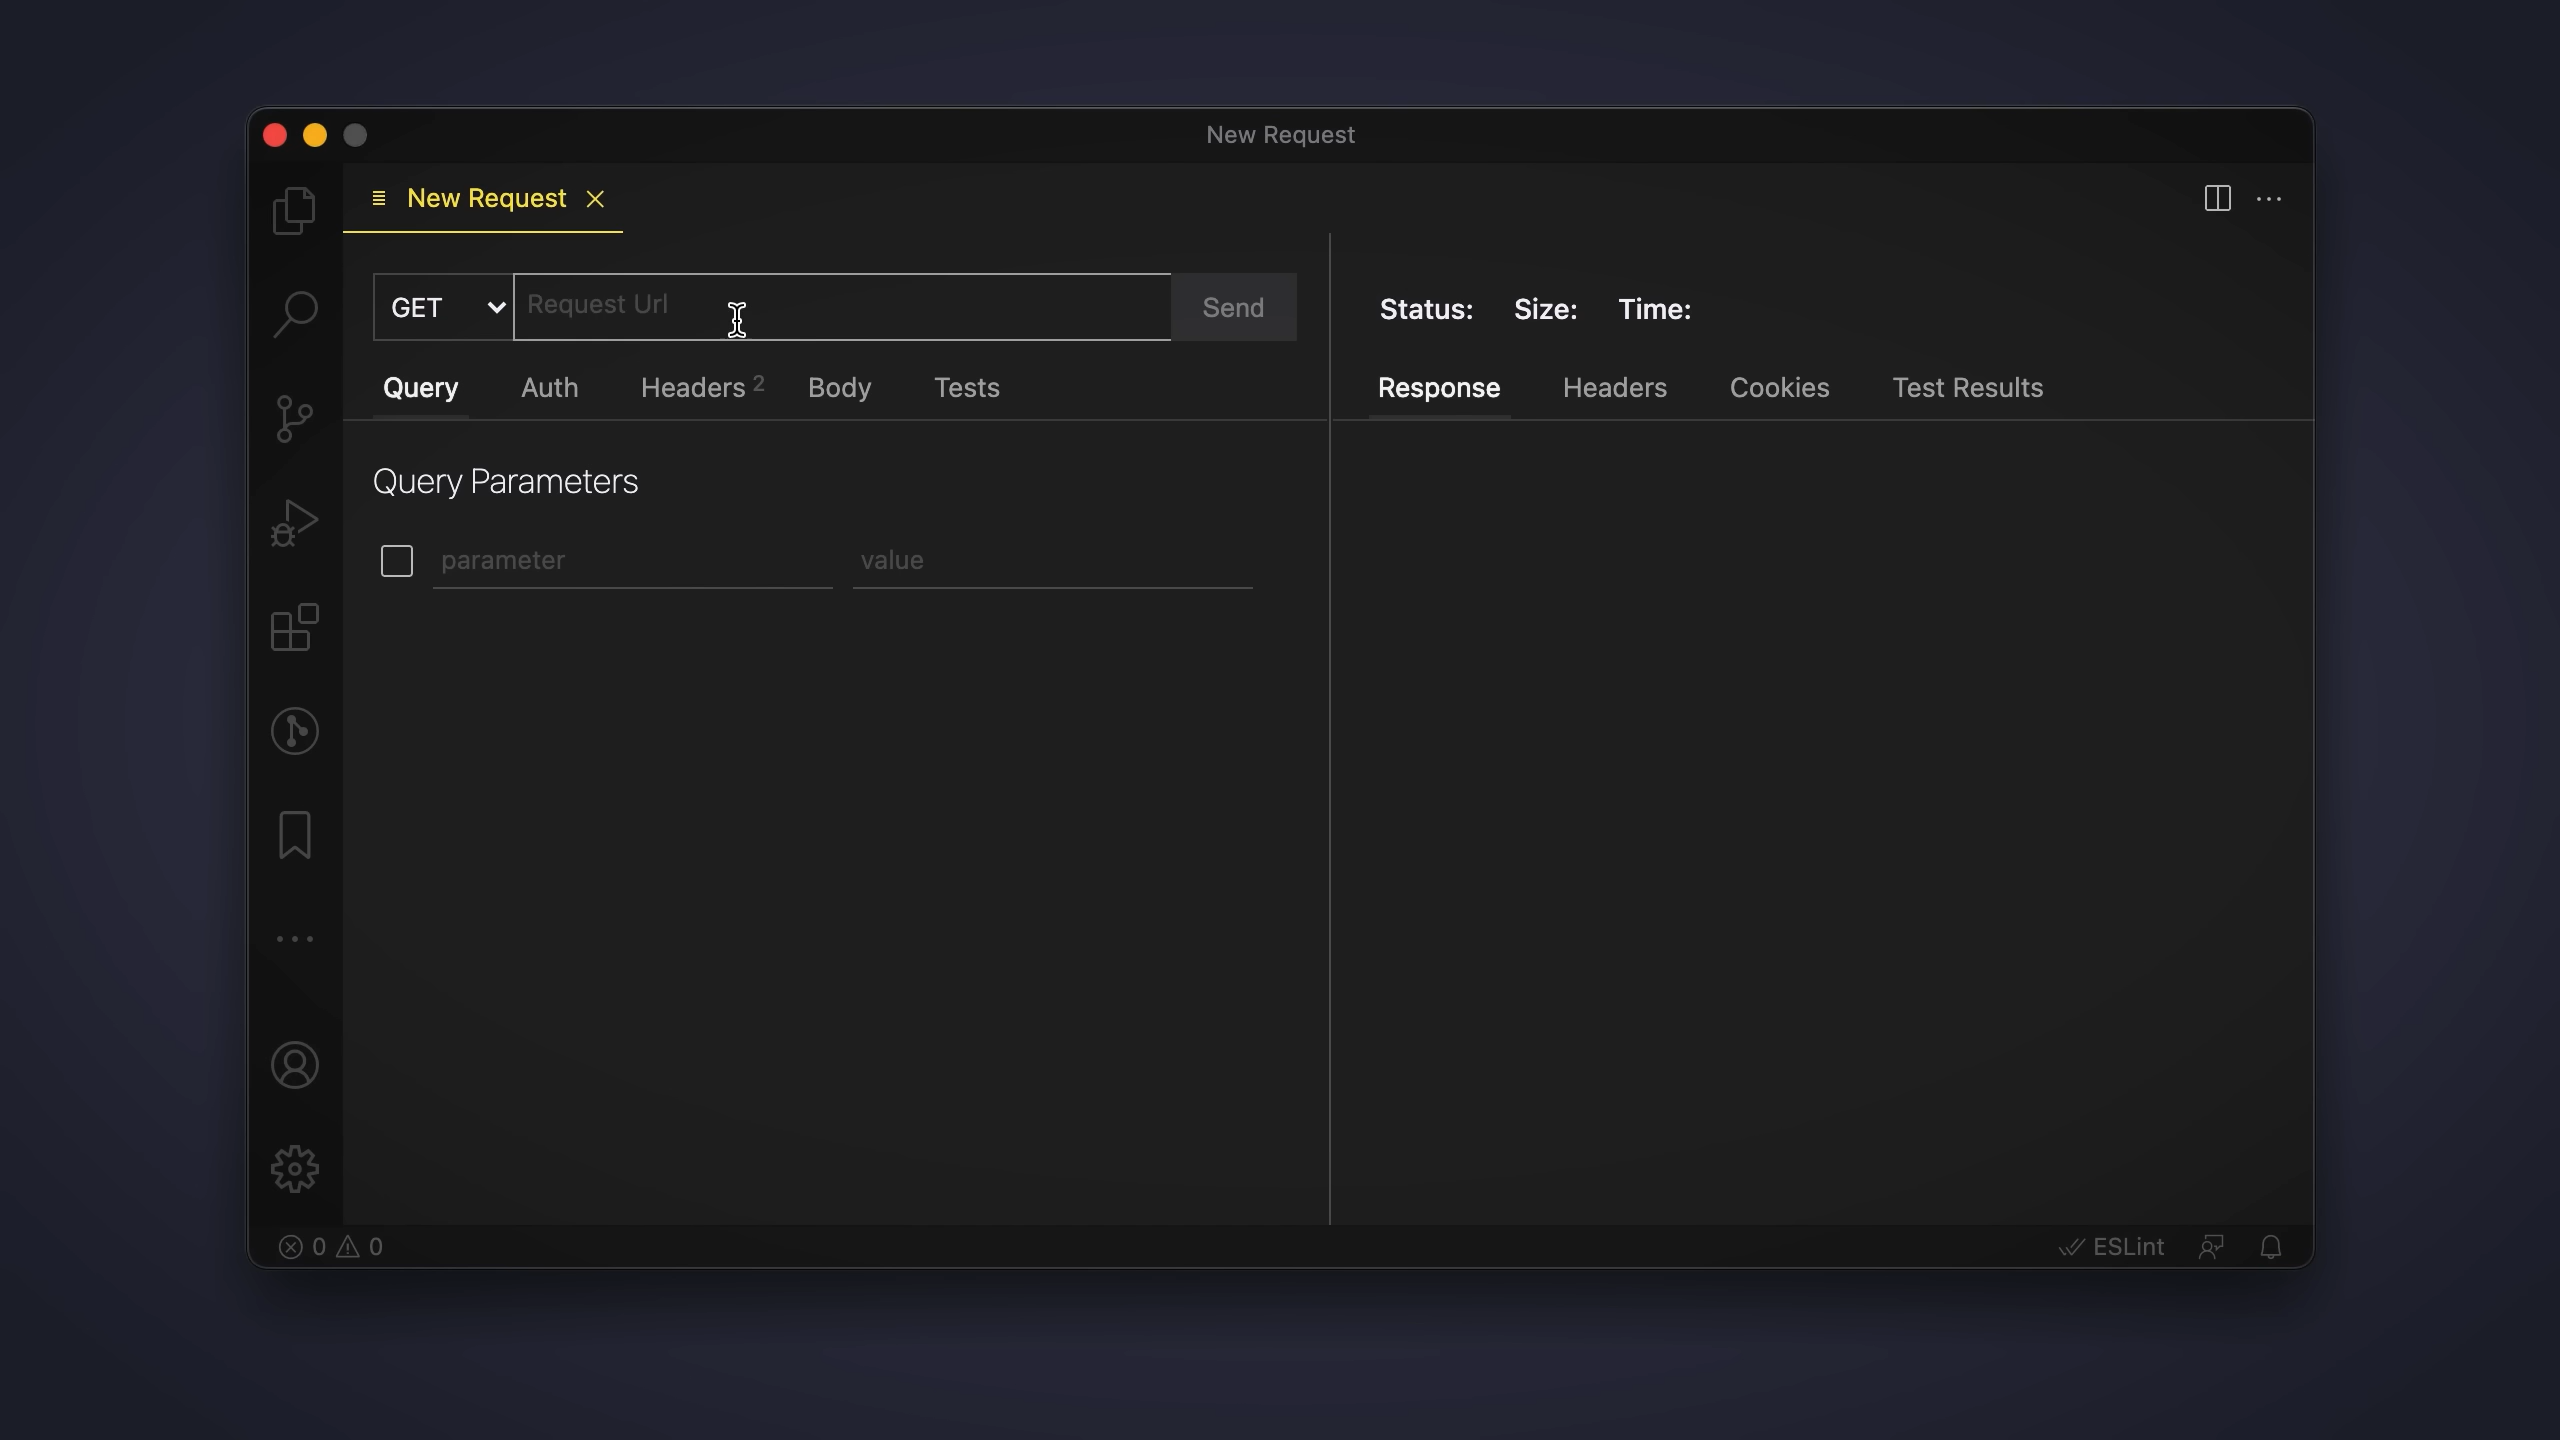 New Request
New Request
GET Request Url Send
Status: Size: Time:
Query Auth Headers 2 Body Tests
Response Headers Cookies Test Results
Query Parameters
parameter value
0 0
ESLint